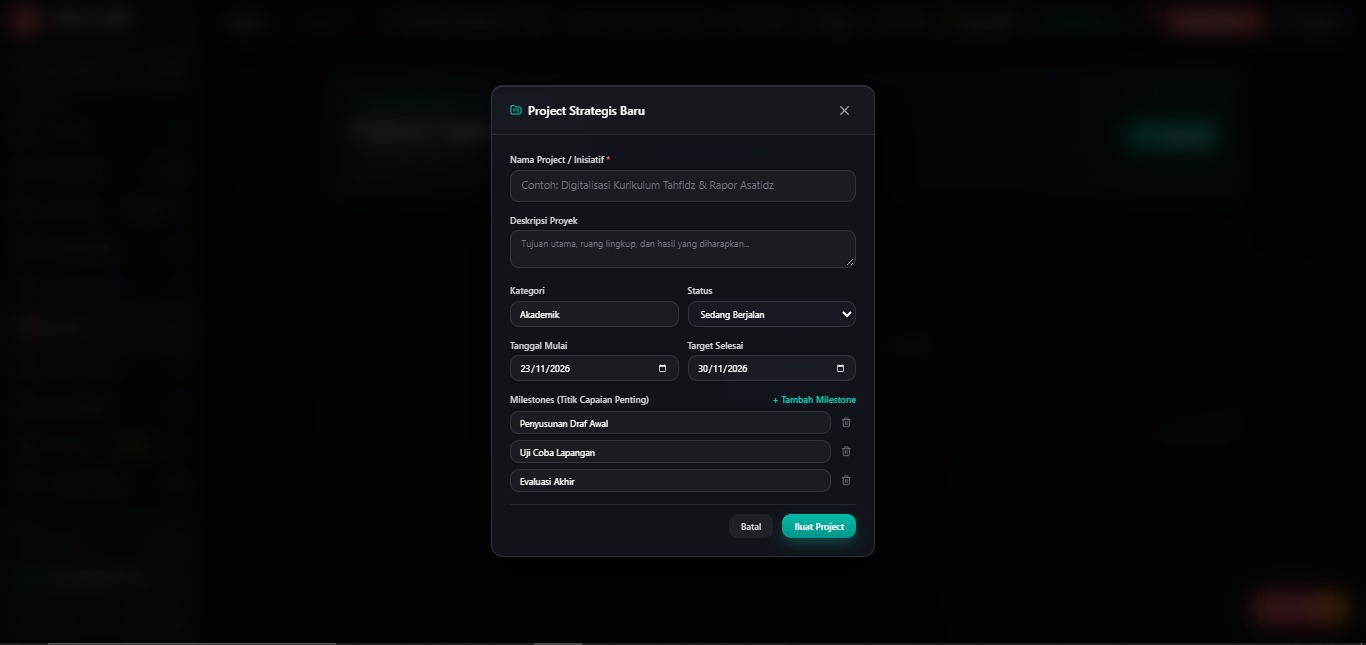 Project Strategis Baru
Nama Project / Inisiatif *
Contoh: Digitalisasi Kurikulum Tahfidz & Rapor Asatidz
Deskripsi Proyek
Tujuan utama, ruang lingkup, dan hasil yang diharapkan...
Kategori Status
Akademik Sedang Berjalan
Tanggal Mulai Target Selesai
23/11/2026 30/11/2026
Milestones (Titik Capaian Penting) + Tambah Milestone
Penyusunan Draf Awal
Uji Coba Lapangan
Evaluasi Akhir
Batal Buat Project